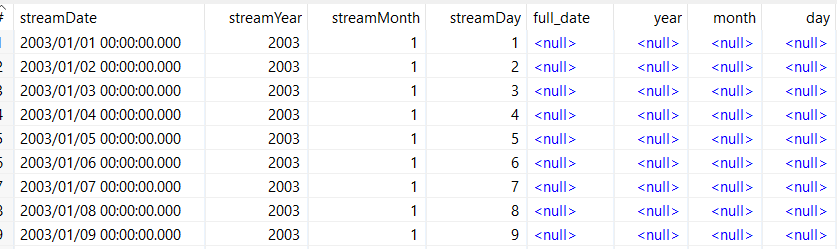 # streamDate streamYear streamMonth streamDay full_date year month day
1 2003/01/01 00:00:00.000 2003 1 1 <null> <null> <null> <null>
2 2003/01/02 00:00:00.000 2003 1 2 <null> <null> <null> <null>
3 2003/01/03 00:00:00.000 2003 1 3 <null> <null> <null> <null>
4 2003/01/04 00:00:00.000 2003 1 4 <null> <null> <null> <null>
5 2003/01/05 00:00:00.000 2003 1 5 <null> <null> <null> <null>
6 2003/01/06 00:00:00.000 2003 1 6 <null> <null> <null> <null>
7 2003/01/07 00:00:00.000 2003 1 7 <null> <null> <null> <null>
8 2003/01/08 00:00:00.000 2003 1 8 <null> <null> <null> <null>
9 2003/01/09 00:00:00.000 2003 1 9 <null> <null> <null> <null>